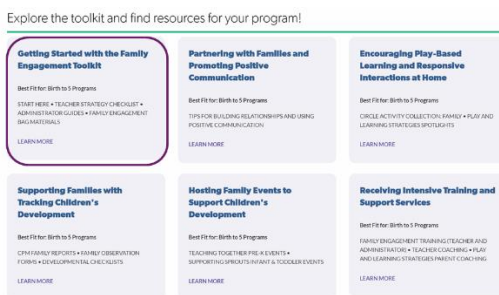 Explore the toolkit and find resources for your program!
Getting Started with the Family
Engagement Toolkit
Best Fit for: Birth to 5 Programs
START HERE • TEACHER STRATEGY CHECKLIST •
ADMINISTRATOR GUIDES • FAMILY ENGAGEMENT
BAG MATERIALS
LEARN MORE
Partnering with Families and
Promoting Positive
Communication
Best Fit for: Birth to 5 Programs
TIPS FOR BUILDING RELATIONSHIPS AND USING
POSITIVE COMMUNICATION
LEARN MORE
Encouraging Play-Based
Learning and Responsive
Interactions at Home
Best Fit for: Birth to 5 Programs
CIRCLE ACTIVITY COLLECTION: FAMILY • PLAY AND
LEARNING STRATEGIES SPOTLIGHTS
LEARN MORE
Supporting Families with
Tracking Children's
Development
Best Fit for: Birth to 5 Programs
CPM FAMILY REPORTS • FAMILY OBSERVATION
FORMS • DEVELOPMENTAL CHECKLISTS
LEARN MORE
Hosting Family Events to
Support Children's
Development
Best Fit for: Birth to 5 Programs
TEACHING TOGETHER PRE-K EVENTS •
SUPPORTING SPROUTS INFANT & TODDLER EVENTS
LEARN MORE
Receiving Intensive Training and
Support Services
Best Fit for: Birth to 5 Programs
FAMILY ENGAGEMENT TRAINING (TEACHER AND
ADMINISTRATOR) • TEACHER COACHING • PLAY
AND LEARNING STRATEGIES PARENT COACHING
LEARN MORE